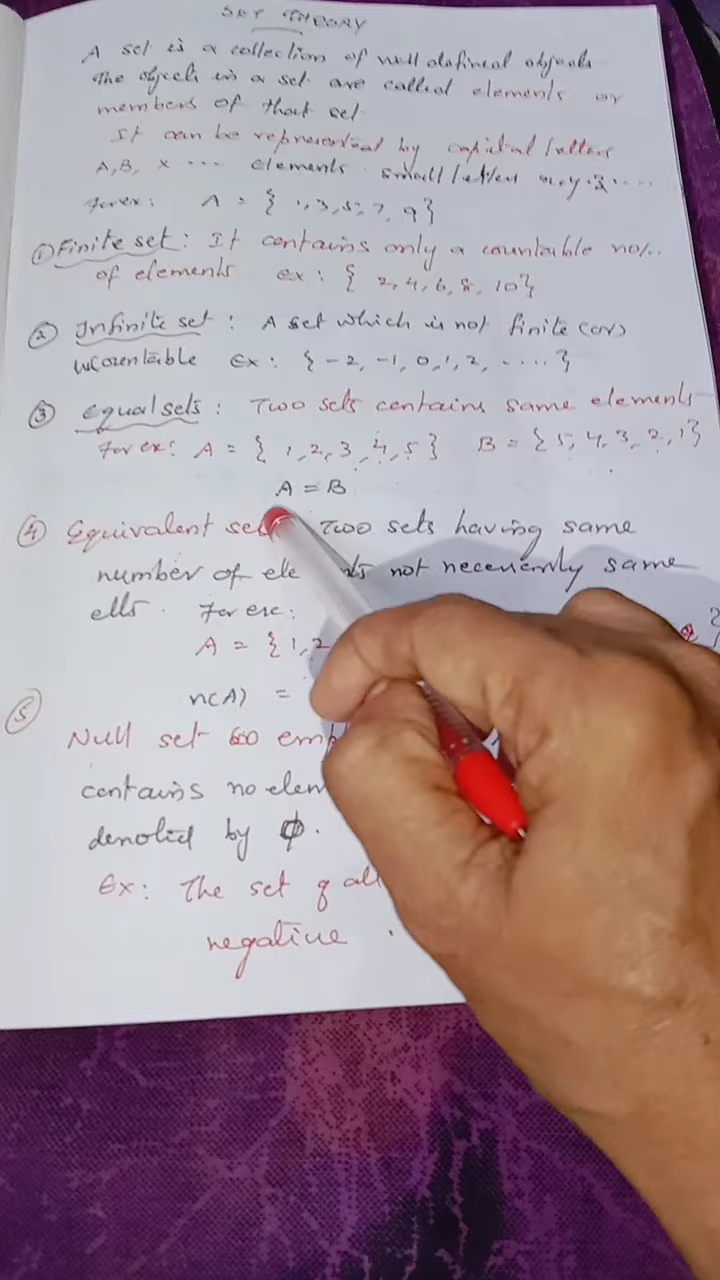 SET THEORY
A set is a collection of well defined objects
The objects in a set are called elements or
members of that set.
It can be represented by capital letters
A, B, X .... elements. small letters x, y, z ....
For ex: A = { 1, 3, 5, 7, 9}
① Finite set : It contains only a countable no/..
of elements ex : { 2, 4, 6, 8, 10}
② Infinite set : A set which is not finite (or)
uncountable Ex : { -2, -1, 0, 1, 2, .....}
③ Equal sets : Two sets contains same elements
For ex: A = { 1, 2, 3, 4, 5} B = {5, 4, 3, 2, 1}
A = B
④ Equivalent Two sets having same
number of not necessarily same
ells. For ex:
A = { 1, 2
n(A) =
⑤
Null set
contains no
denoted by ϕ.
Ex: The set of
negative .